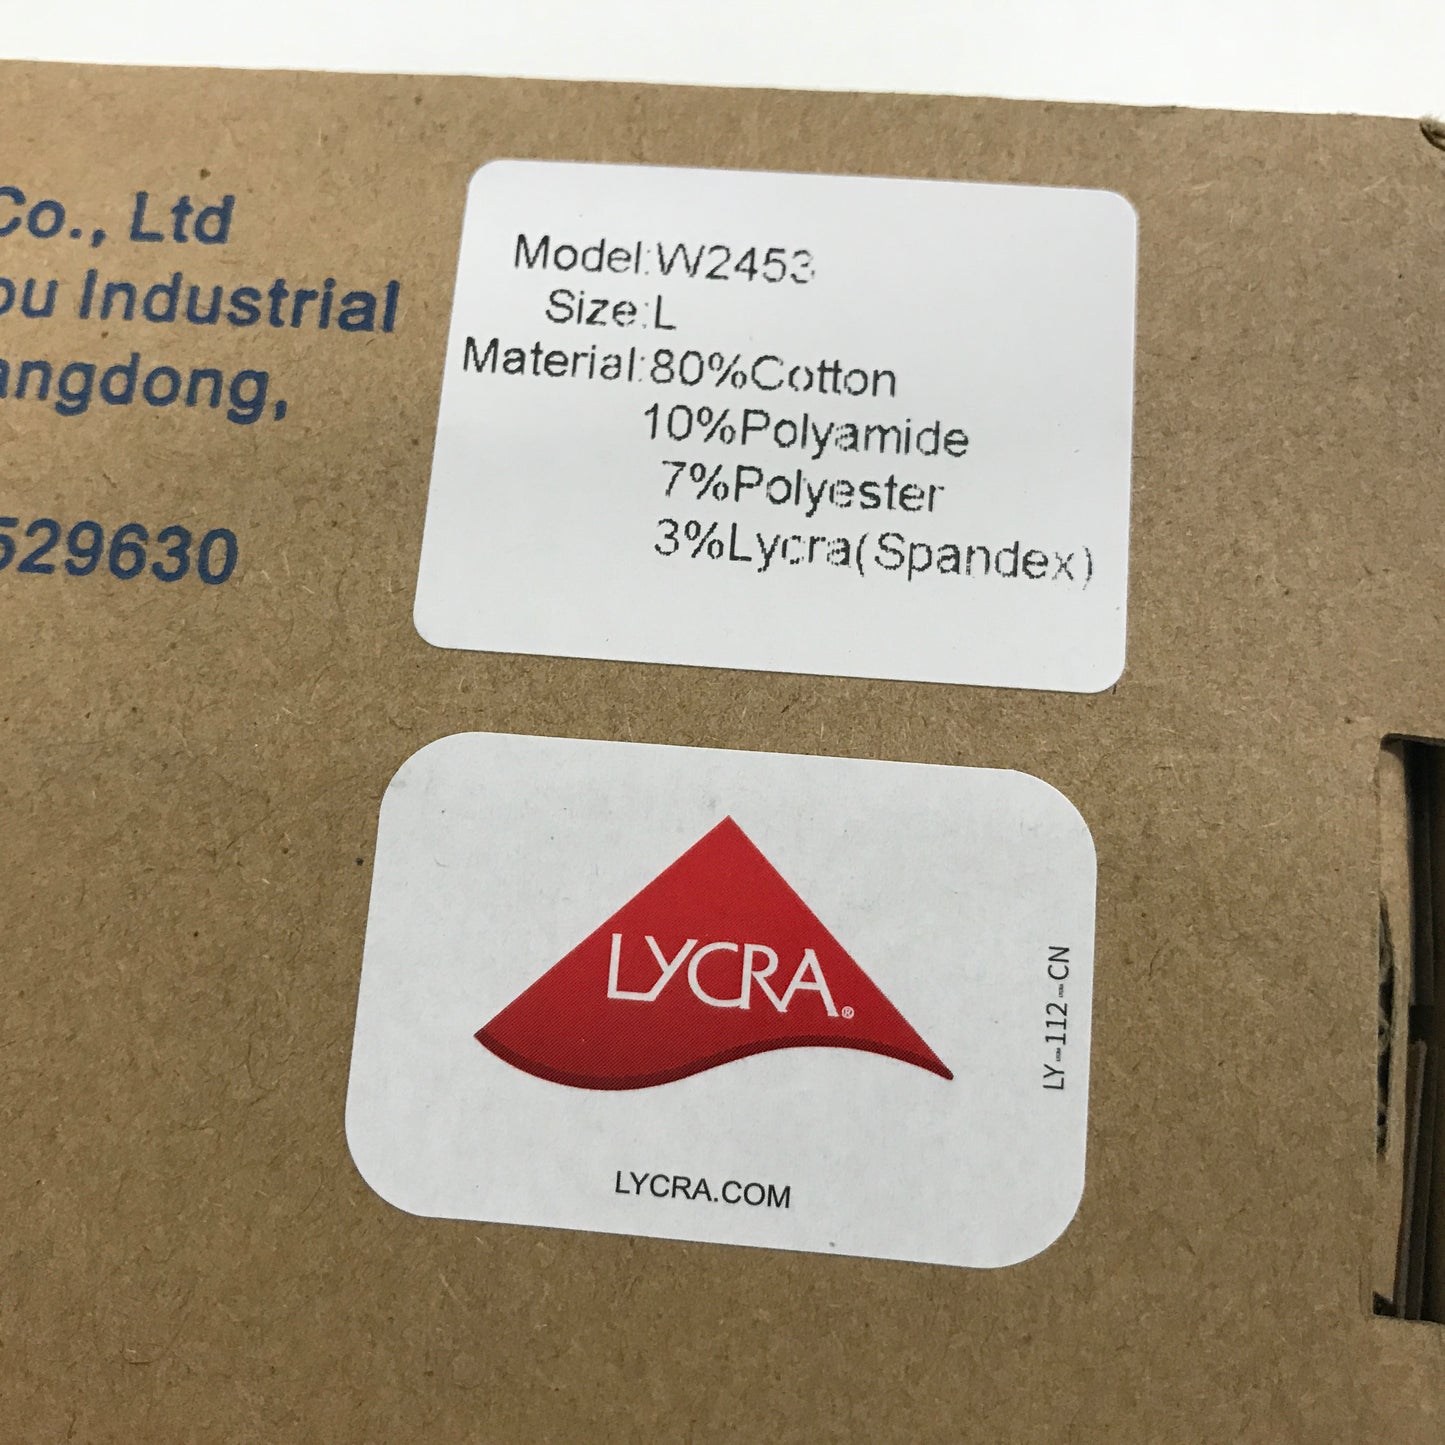 Co., Ltd
ou Industrial
angdong,
529630
Model:W2453
Size:L
Material:80%Cotton
10%Polyamide
7%Polyester
3%Lycra(Spandex)
LYCRA®
LY-112-CN
LYCRA.COM